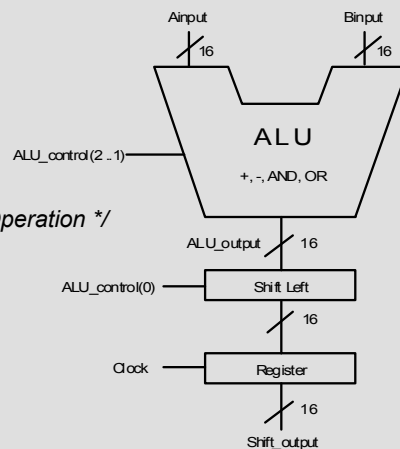 Ainput
Binput
16
16
ALU
ALU_control(2 .. 1)
+, -, AND, OR
peration */
ALU_output
16
ALU_control(0)
Shift Left
16
Clock
Register
16
Shift_output